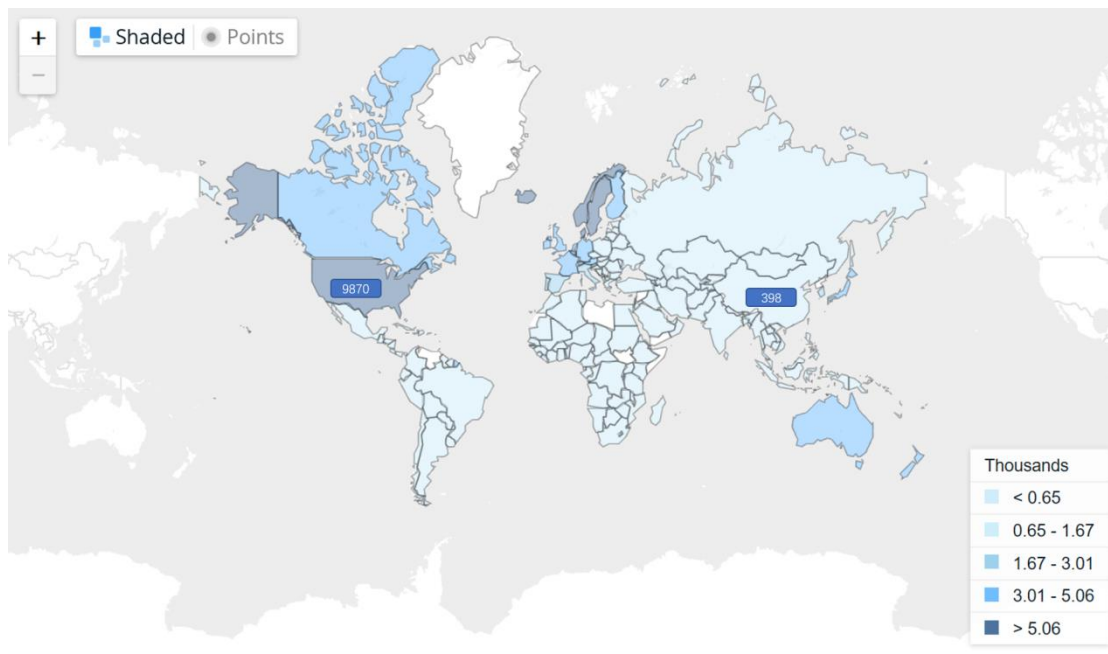 +
Shaded
Points
−
9870
398
Thousands
< 0.65
0.65 - 1.67
1.67 - 3.01
3.01 - 5.06
> 5.06